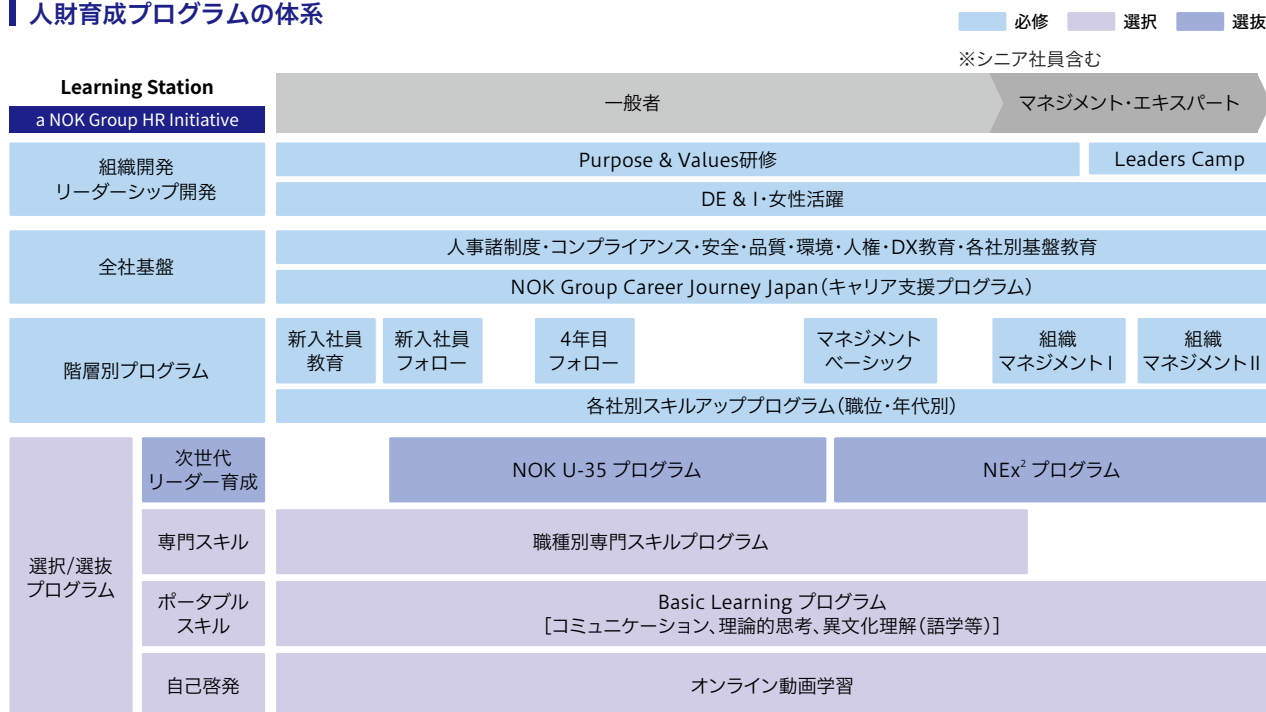 人財育成プログラムの体系
必修 選択 選抜
※シニア社員含む
Learning Station
a NOK Group HR Initiative
一般者
マネジメント・エキスパート
組織開発
リーダーシップ開発
Purpose & Values研修
Leaders Camp
DE & I・女性活躍
全社基盤
人事諸制度・コンプライアンス・安全・品質・環境・人権・DX教育・各社別基盤教育
NOK Group Career Journey Japan（キャリア支援プログラム）
階層別プログラム
新入社員
教育
新入社員
フォロー
4年目
フォロー
マネジメント
ベーシック
組織
マネジメントⅠ
組織
マネジメントⅡ
各社別スキルアッププログラム（職位・年代別）
選択/選抜
プログラム
次世代
リーダー育成
NOK U-35 プログラム
NEx² プログラム
専門スキル
職種別専門スキルプログラム
ポータブル
スキル
Basic Learning プログラム
［コミュニケーション、理論的思考、異文化理解（語学等）］
自己啓発
オンライン動画学習